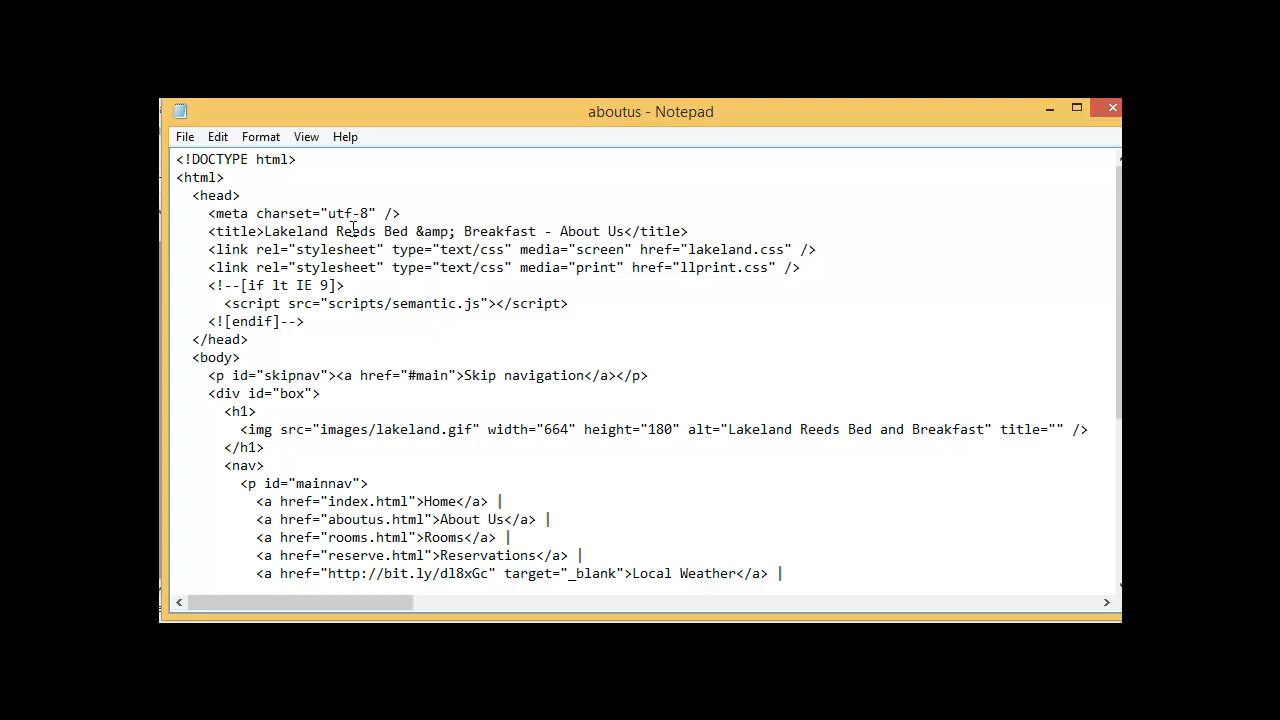 aboutus - Notepad
File Edit Format View Help
<!DOCTYPE html>
<html>
  <head>
    <meta charset="utf-8" />
    <title>Lakeland Reeds Bed &amp; Breakfast - About Us</title>
    <link rel="stylesheet" type="text/css" media="screen" href="lakeland.css" />
    <link rel="stylesheet" type="text/css" media="print" href="llprint.css" />
    <!--[if lt IE 9]>
      <script src="scripts/semantic.js"></script>
    <![endif]-->
  </head>
  <body>
    <p id="skipnav"><a href="#main">Skip navigation</a></p>
    <div id="box">
      <h1>
        <img src="images/lakeland.gif" width="664" height="180" alt="Lakeland Reeds Bed and Breakfast" title="" />
      </h1>
      <nav>
        <p id="mainnav">
          <a href="index.html">Home</a> |
          <a href="aboutus.html">About Us</a> |
          <a href="rooms.html">Rooms</a> |
          <a href="reserve.html">Reservations</a> |
          <a href="http://bit.ly/dl8xGc" target="_blank">Local Weather</a> |